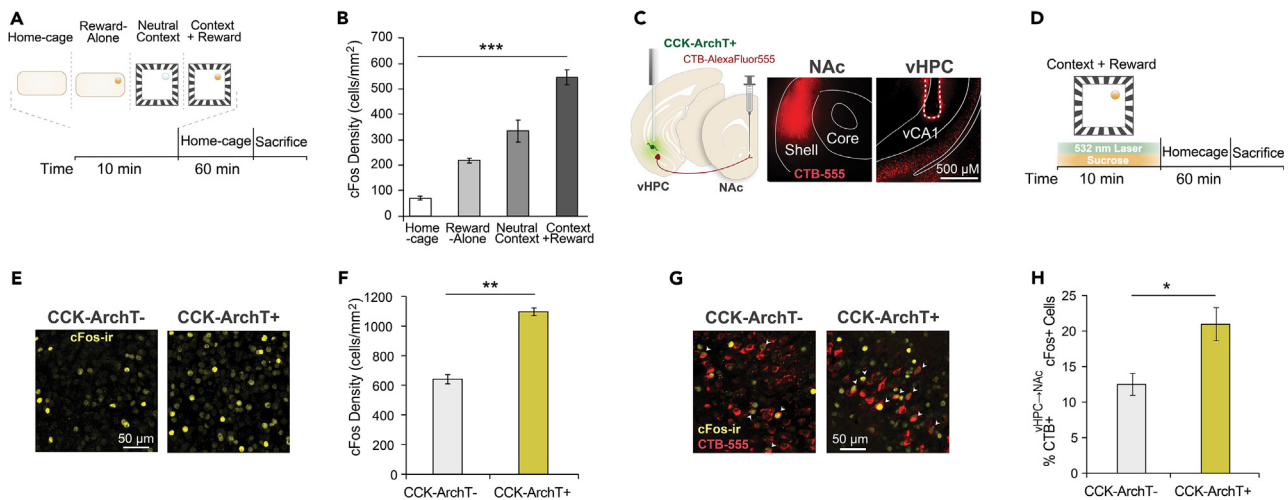 A
Home-cage
Reward-
Alone
Neutral
Context
Context
+ Reward
Home-cage
Sacrifice
Time
10 min
60 min
B
cFos Density (cells/mm²)
700
600
500
400
300
200
100
0
***
Home
-cage
Reward
-Alone
Neutral
Context
Context
+Reward
C
CCK-ArchT+
CTB-AlexaFluor555
vHPC
NAc
NAc
Shell
Core
CTB-555
vHPC
vCA1
500 µM
D
Context + Reward
532 nm Laser
Sucrose
Homecage
Sacrifice
Time
10 min
60 min
E
CCK-ArchT-
CCK-ArchT+
cFos-ir
50 µm
F
cFos Density (cells/mm²)
1200
1000
800
600
400
200
0
**
CCK-ArchT-
CCK-ArchT+
G
CCK-ArchT-
CCK-ArchT+
cFos-ir
CTB-555
50 µm
H
% CTB+ vHPC→NAc cFos+ Cells
25
20
15
10
5
0
*
CCK-ArchT-
CCK-ArchT+